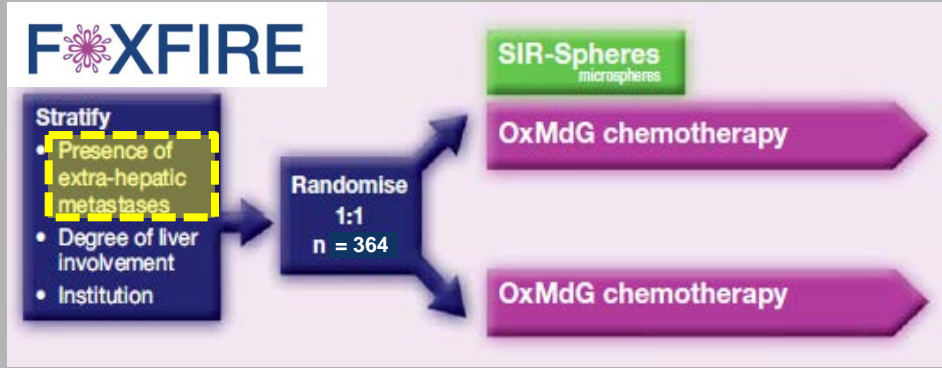 FOXFIRE
Stratify
• Presence of
extra-hepatic
metastases
• Degree of liver
involvement
• Institution
Randomise
1:1
n = 364
SIR-Spheres
microspheres
OxMdG chemotherapy
OxMdG chemotherapy